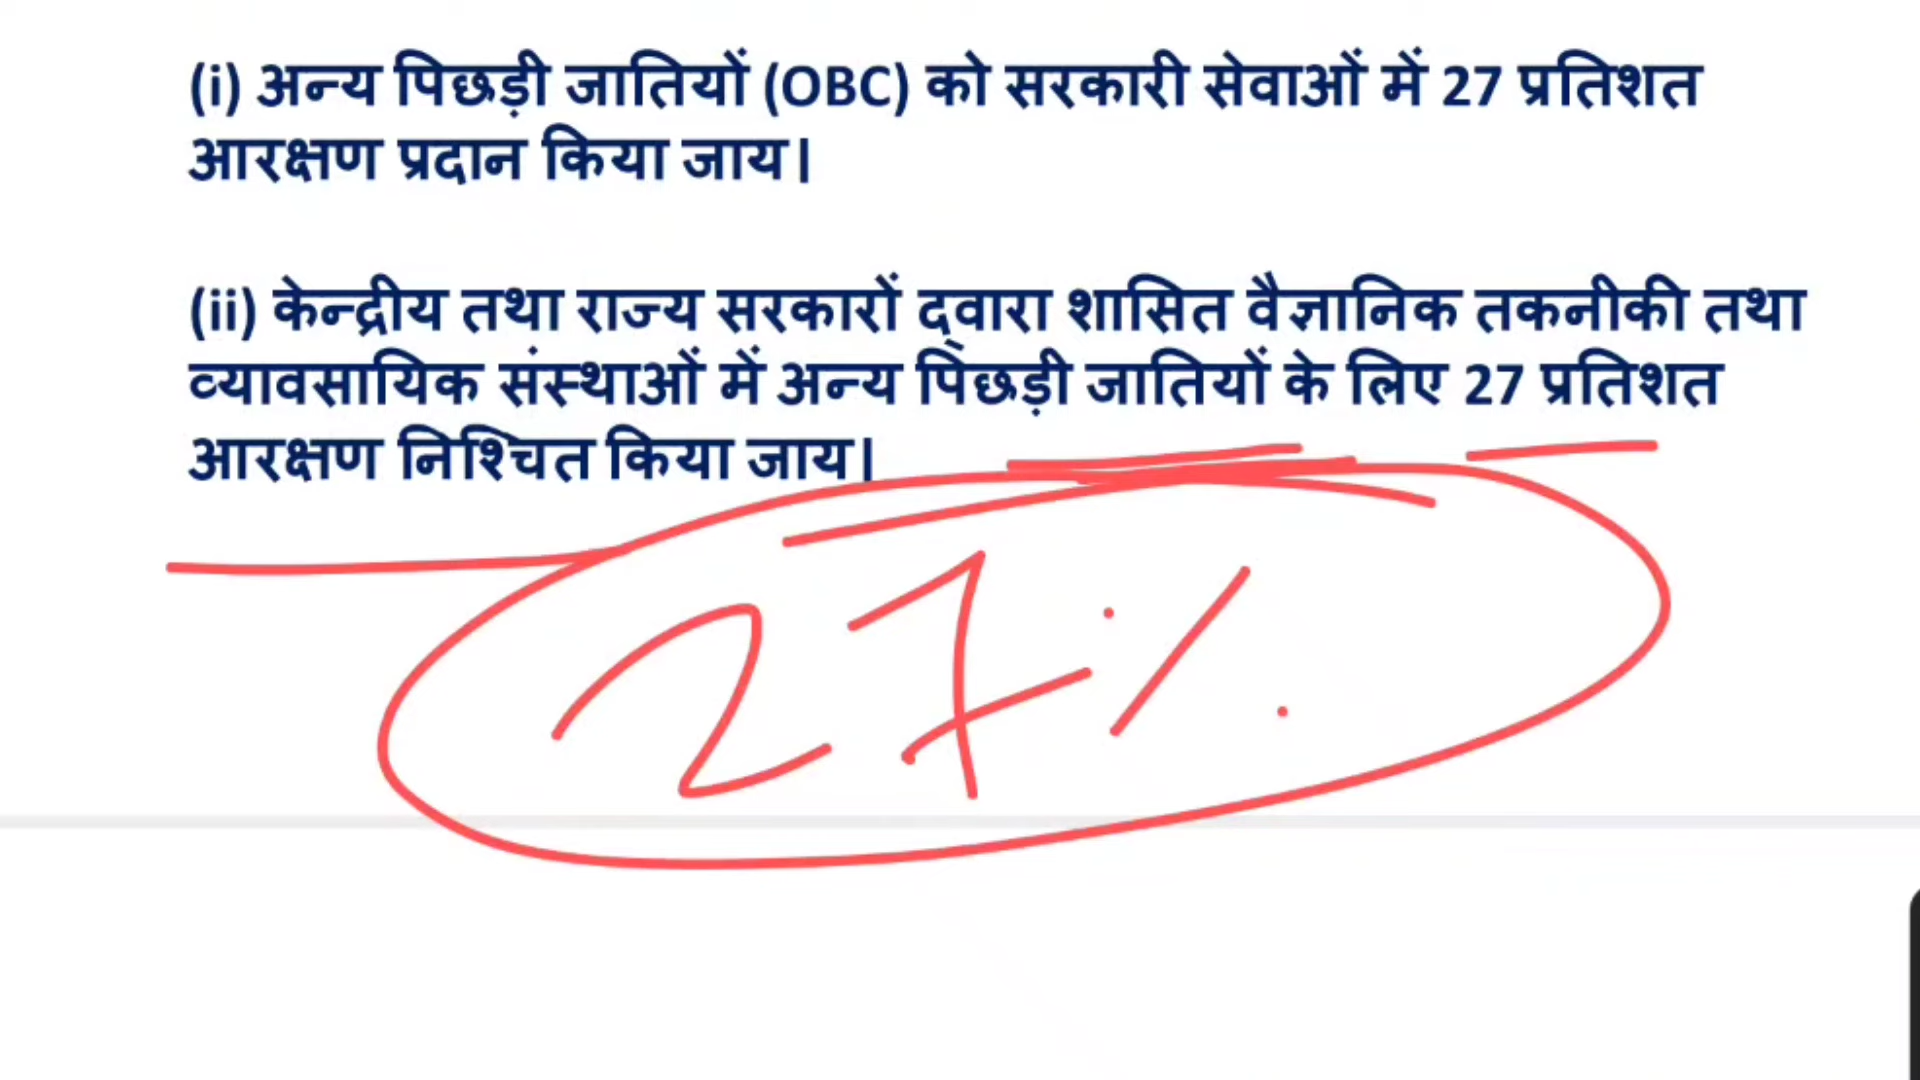 (i) अन्य पिछड़ी जातियों (OBC) को सरकारी सेवाओं में 27 प्रतिशत
आरक्षण प्रदान किया जाय।
(ii) केन्द्रीय तथा राज्य सरकारों द्वारा शासित वैज्ञानिक तकनीकी तथा
व्यावसायिक संस्थाओं में अन्य पिछड़ी जातियों के लिए 27 प्रतिशत
आरक्षण निश्चित किया जाय।
27%